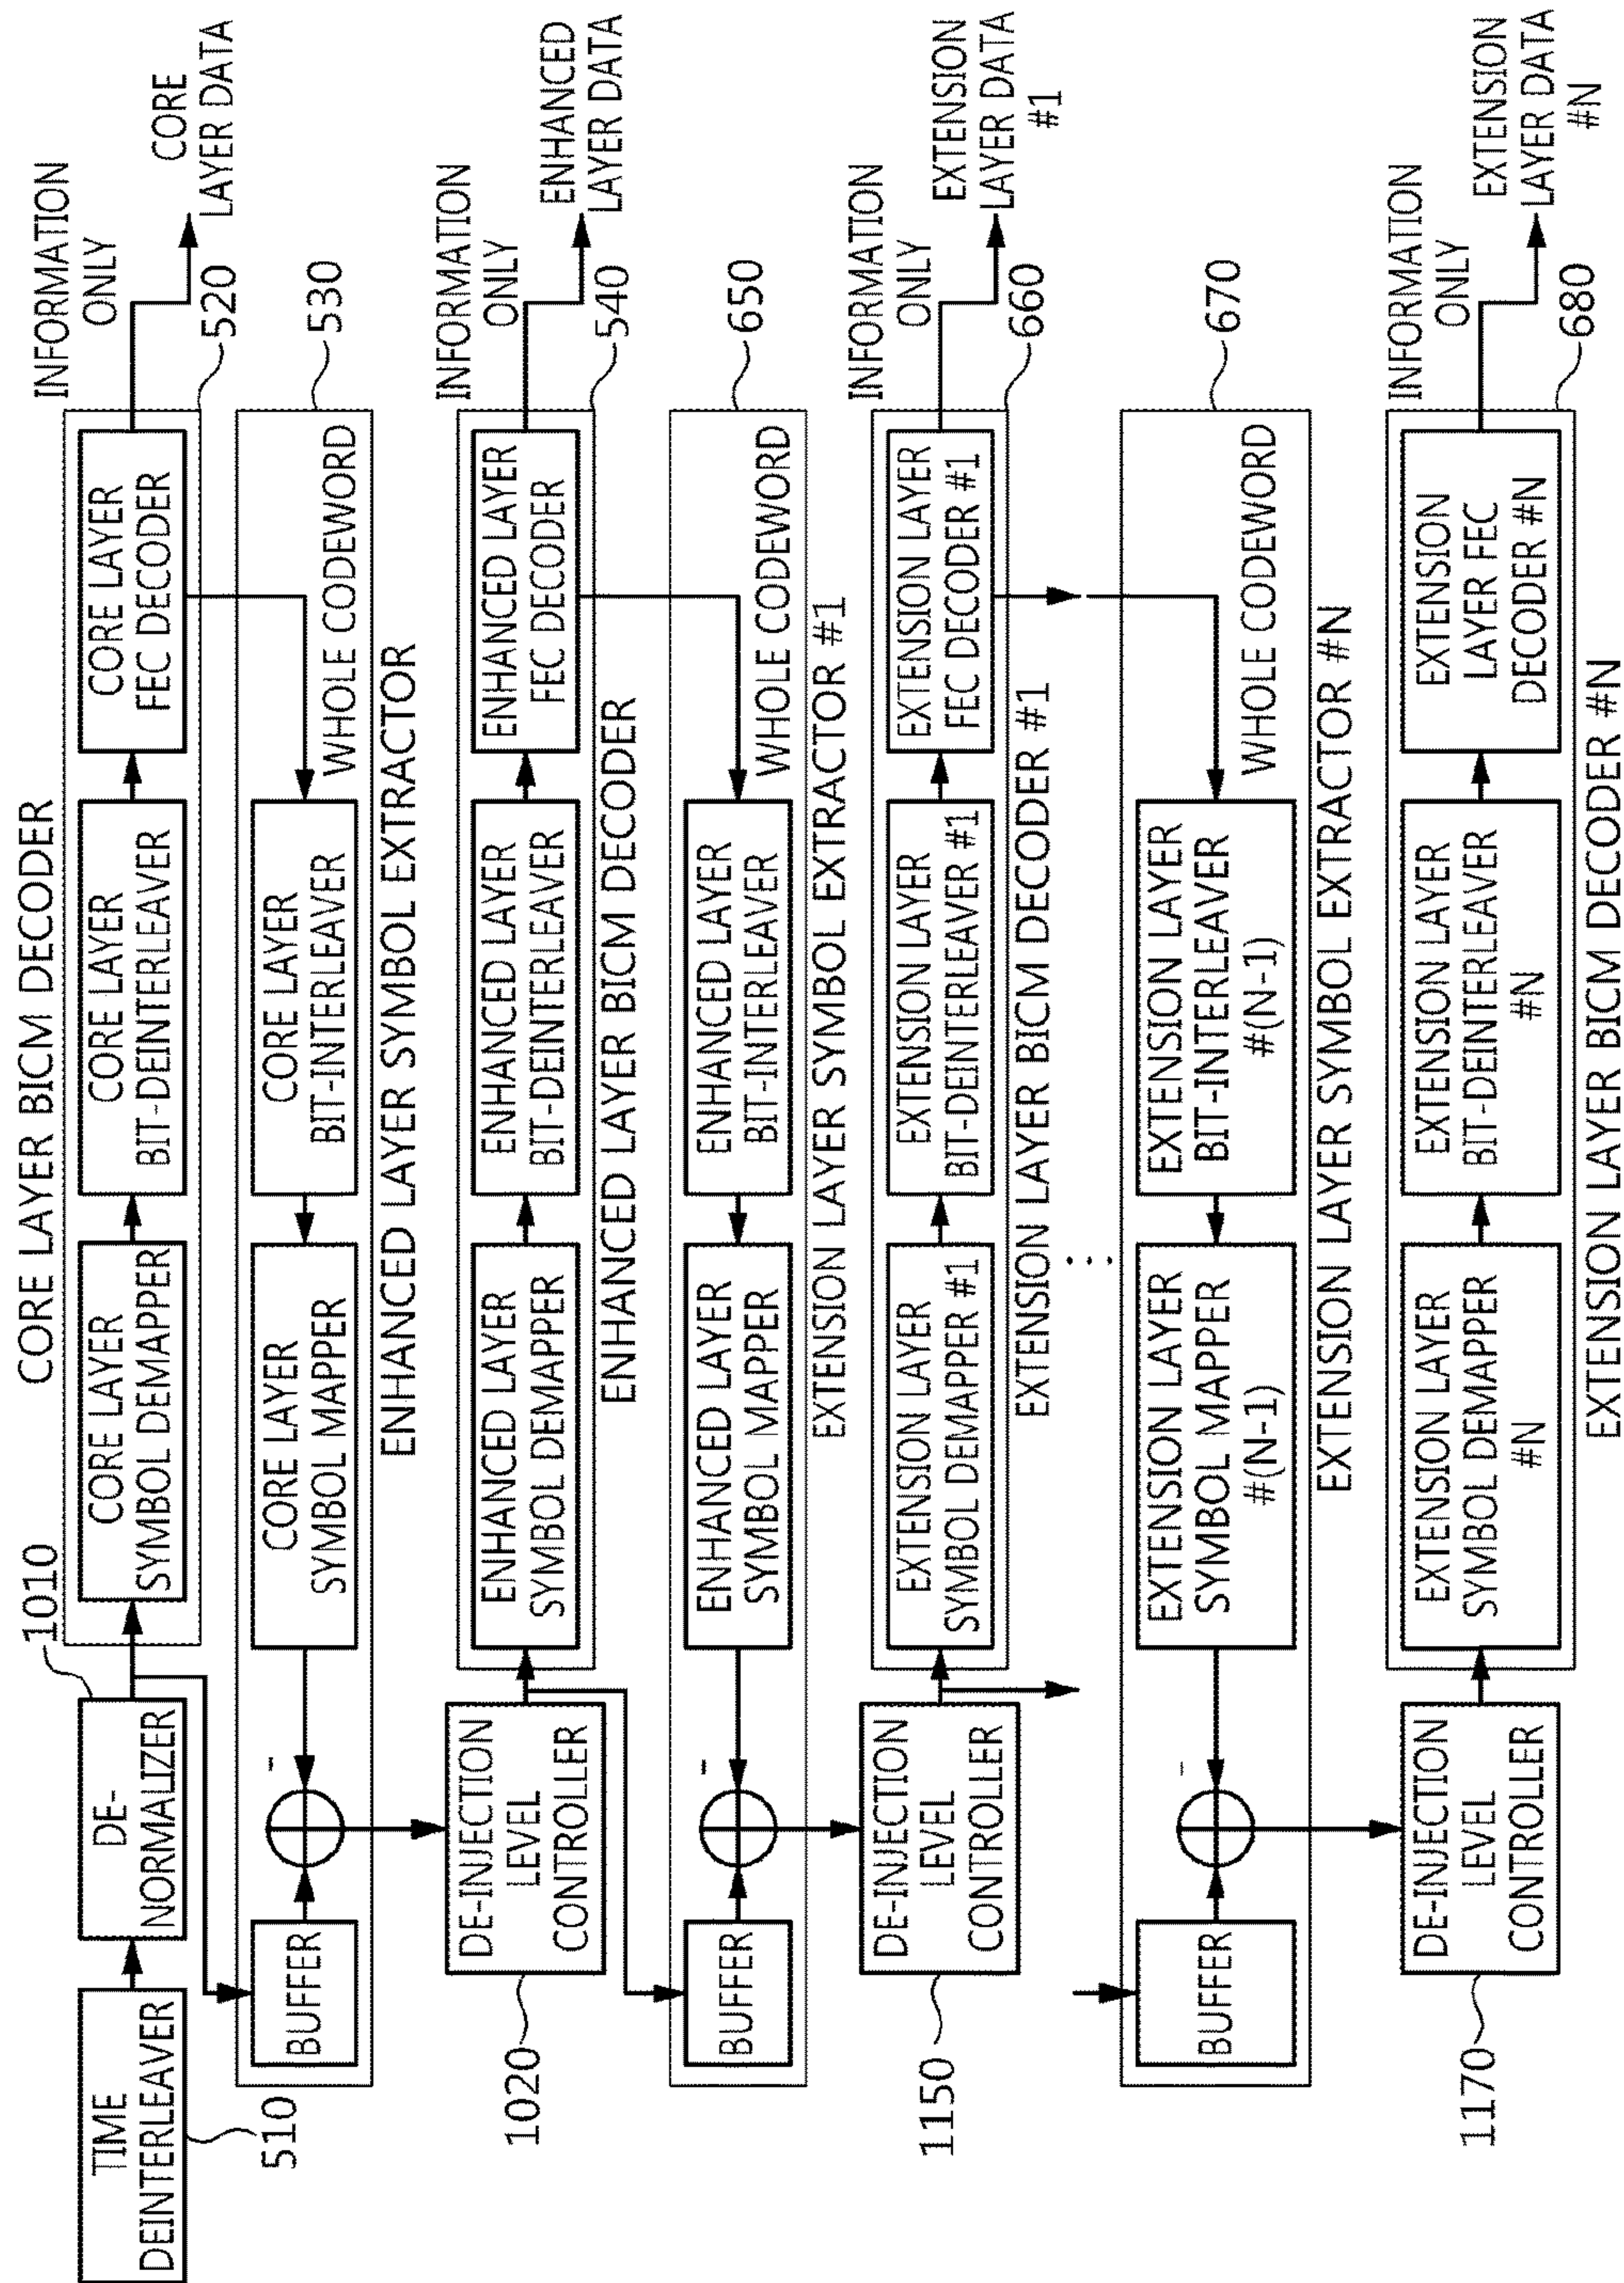 CORE LAYER BICM DECODER
1010
TIME
DEINTERLEAVER
510
DE-
NORMALIZER
CORE LAYER
SYMBOL DEMAPPER
CORE LAYER
BIT-DEINTERLEAVER
CORE LAYER
FEC DECODER
INFORMATION
ONLY
CORE
LAYER DATA
520
BUFFER
-
CORE LAYER
SYMBOL MAPPER
CORE LAYER
BIT-INTERLEAVER
WHOLE CODEWORD
530
ENHANCED LAYER SYMBOL EXTRACTOR
DE-INJECTION
LEVEL
CONTROLLER
1020
ENHANCED LAYER
SYMBOL DEMAPPER
ENHANCED LAYER
BIT-DEINTERLEAVER
ENHANCED LAYER
FEC DECODER
INFORMATION
ONLY
ENHANCED
LAYER DATA
540
ENHANCED LAYER BICM DECODER
BUFFER
-
ENHANCED LAYER
SYMBOL MAPPER
ENHANCED LAYER
BIT-INTERLEAVER
WHOLE CODEWORD
650
EXTENSION LAYER SYMBOL EXTRACTOR #1
DE-INJECTION
LEVEL
CONTROLLER
1150
EXTENSION LAYER
SYMBOL DEMAPPER #1
EXTENSION LAYER
BIT-DEINTERLEAVER #1
EXTENSION LAYER
FEC DECODER #1
INFORMATION
ONLY
EXTENSION
LAYER DATA
#1
660
EXTENSION LAYER BICM DECODER #1
...
BUFFER
-
EXTENSION LAYER
SYMBOL MAPPER
#(N-1)
EXTENSION LAYER
BIT-INTERLEAVER
#(N-1)
WHOLE CODEWORD
670
EXTENSION LAYER SYMBOL EXTRACTOR #N
DE-INJECTION
LEVEL
CONTROLLER
1170
EXTENSION LAYER
SYMBOL DEMAPPER
#N
EXTENSION LAYER
BIT-DEINTERLEAVER
#N
EXTENSION
LAYER FEC
DECODER #N
INFORMATION
ONLY
EXTENSION
LAYER DATA
#N
680
EXTENSION LAYER BICM DECODER #N